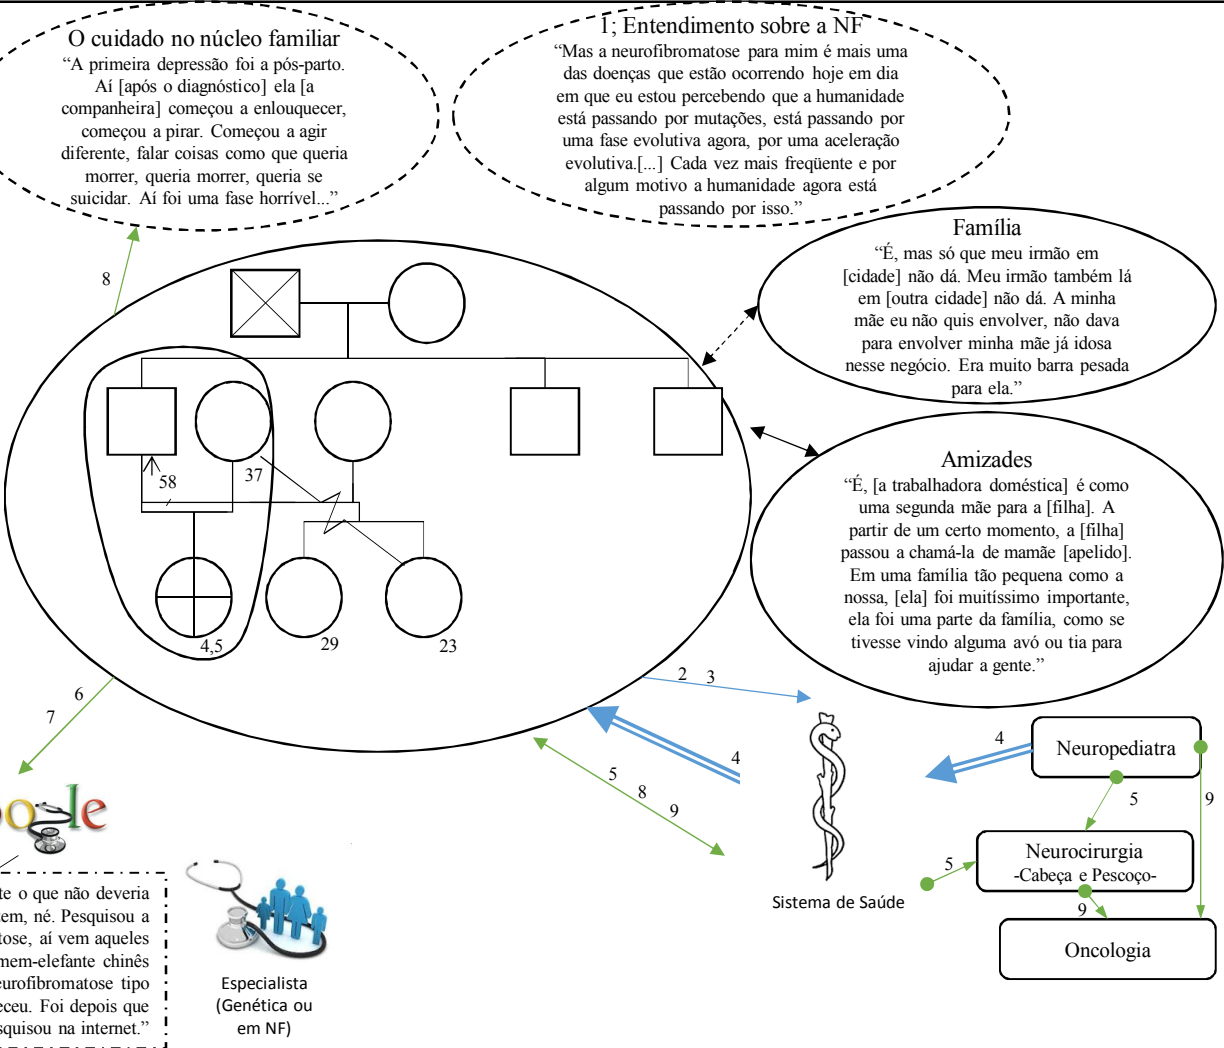 O cuidado no núcleo familiar
“A primeira depressão foi a pós-parto.
Aí [após o diagnóstico] ela [a
companheira] começou a enlouquecer,
começou a pirar. Começou a agir
diferente, falar coisas como que queria
morrer, queria morrer, queria se
suicidar. Aí foi uma fase horrível...”
1; Entendimento sobre a NF
“Mas a neurofibromatose para mim é mais uma
das doenças que estão ocorrendo hoje em dia
em que eu estou percebendo que a humanidade
está passando por mutações, está passando por
uma fase evolutiva agora, por uma aceleração
evolutiva.[...] Cada vez mais freqüente e por
algum motivo a humanidade agora está
passando por isso.”
Família
“É, mas só que meu irmão em
[cidade] não dá. Meu irmão também lá
em [outra cidade] não dá. A minha
mãe eu não quis envolver, não dava
para envolver minha mãe já idosa
nesse negócio. Era muito barra pesada
para ela.”
8
58
37
4,5
29
23
Amizades
“É, [a trabalhadora doméstica] é como
uma segunda mãe para a [filha]. A
partir de um certo momento, a [filha]
passou a chamá-la de mamãe [apelido].
Em uma família tão pequena como a
nossa, [ela] foi muitíssimo importante,
ela foi uma parte da família, como se
tivesse vindo alguma avó ou tia para
ajudar a gente.”
6
7
2 3
4
5
8
9
Sistema de Saúde
4
Neuropediatra
5
9
5
Neurocirurgia
-Cabeça e Pescoço-
9
Oncologia
ogle
te o que não deveria
tem, né. Pesquisou a
tose, aí vem aqueles
mem-elefante chinês
eurofibromatose tipo
eceu. Foi depois que
squisou na internet.”
Especialista
(Genética ou
em NF)